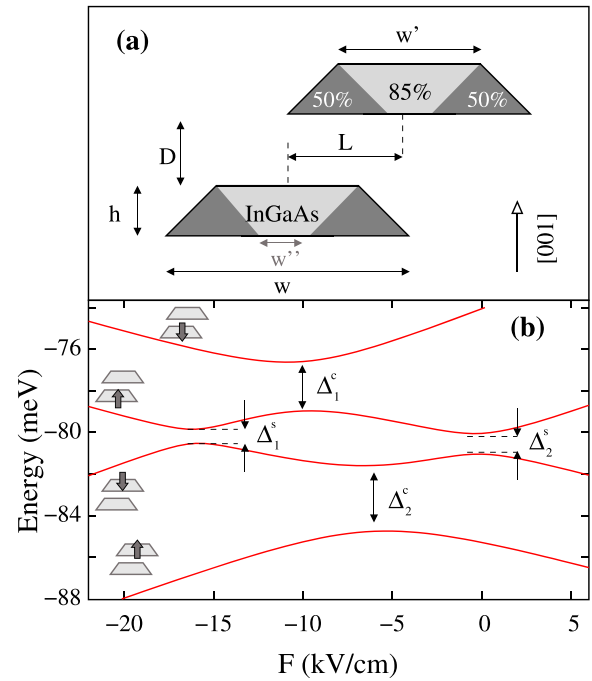 (a)
w'
50% 85% 50%
D
L
h
InGaAs
w''
w
[001]
(b)
−76
−80
−84
−88
Energy (meV)
Δ₁ᶜ
Δ₁ˢ
Δ₂ˢ
Δ₂ᶜ
−20 −15 −10 −5 0 5
F (kV/cm)